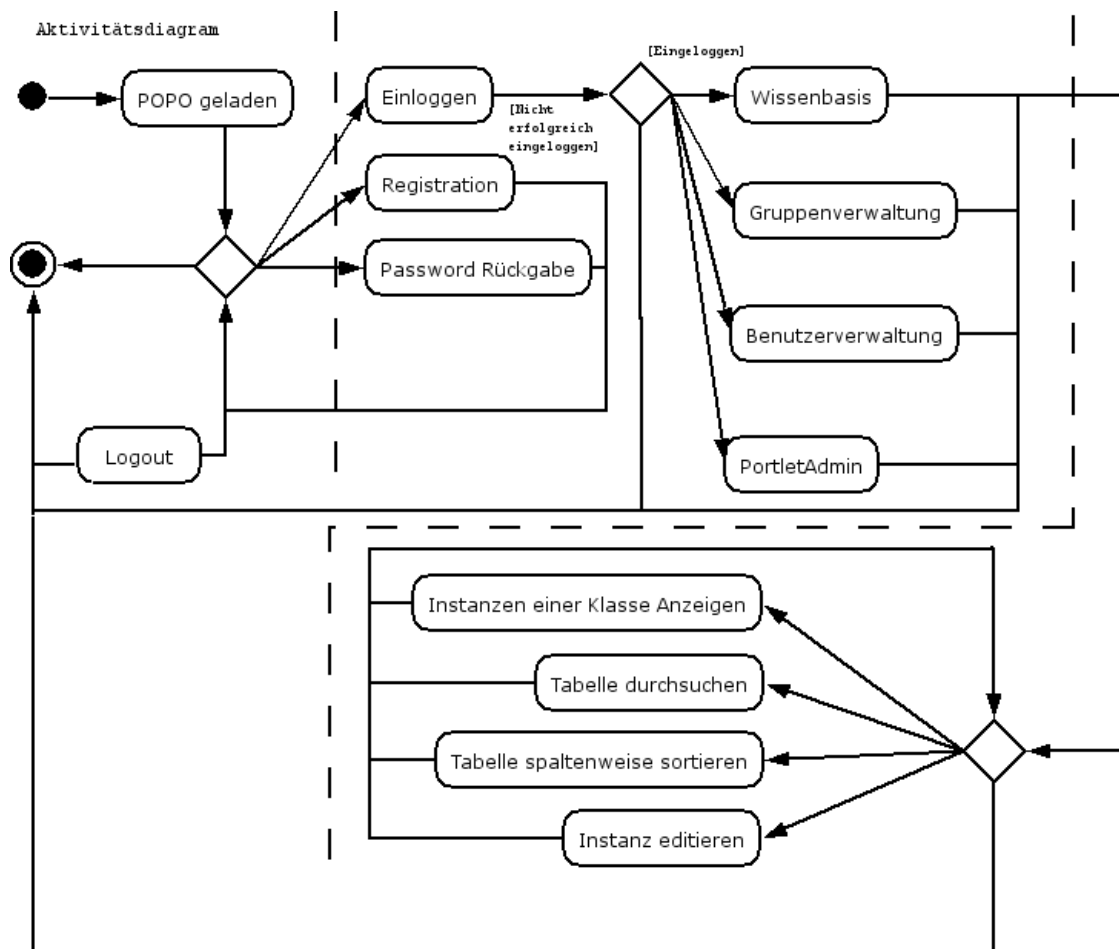 Aktivitätsdiagram
POPO geladen
Einloggen
[Eingeloggen]
Wissenbasis
[Nicht
erfolgreich
eingeloggen]
Registration
Gruppenverwaltung
Password Rückgabe
Benutzerverwaltung
Logout
PortletAdmin
Instanzen einer Klasse Anzeigen
Tabelle durchsuchen
Tabelle spaltenweise sortieren
Instanz editieren